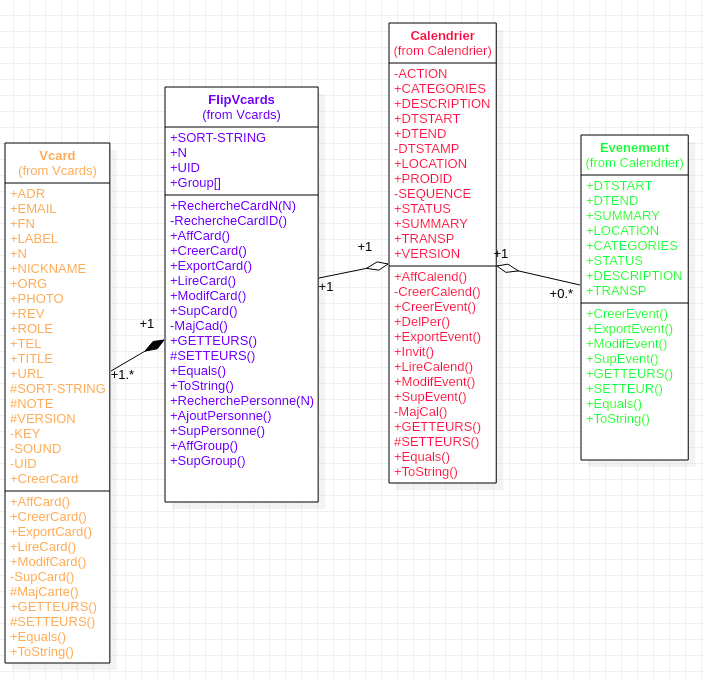 Vcard
(from Vcards)
+ADR
+EMAIL
+FN
+LABEL
+N
+NICKNAME
+ORG
+PHOTO
+REV
+ROLE
+TEL
+TITLE
+URL
#SORT-STRING
#NOTE
#VERSION
-KEY
-SOUND
-UID
+CreerCard
+AffCard()
+CreerCard()
+ExportCard()
+LireCard()
+ModifCard()
-SupCard()
#MajCarte()
+GETTEURS()
#SETTEURS()
+Equals()
+ToString()
+1
+1.*
FlipVcards
(from Vcards)
+SORT-STRING
+N
+UID
+Group[]
+RechercheCardN(N)
-RechercheCardID()
+AffCard()
+CreerCard()
+ExportCard()
+LireCard()
+ModifCard()
+SupCard()
-MajCad()
+GETTEURS()
#SETTEURS()
+Equals()
+ToString()
+RecherchePersonne(N)
+AjoutPersonne()
+SupPersonne()
+AffGroup()
+SupGroup()
+1
+1
Calendrier
(from Calendrier)
-ACTION
+CATEGORIES
+DESCRIPTION
+DTSTART
+DTEND
-DTSTAMP
+LOCATION
+PRODID
-SEQUENCE
+STATUS
+SUMMARY
+TRANSP
+VERSION
+AffCalend()
-CreerCalend()
+CreerEvent()
+DelPer()
+ExportEvent()
+Invit()
+LireCalend()
+ModifEvent()
+SupEvent()
-MajCal()
+GETTEURS()
#SETTEURS()
+Equals()
+ToString()
+1
+0.*
Evenement
(from Calendrier)
+DTSTART
+DTEND
+SUMMARY
+LOCATION
+CATEGORIES
+STATUS
+DESCRIPTION
+TRANSP
+CreerEvent()
+ExportEvent()
+ModifEvent()
+SupEvent()
+GETTEURS()
+SETTEUR()
+Equals()
+ToString()